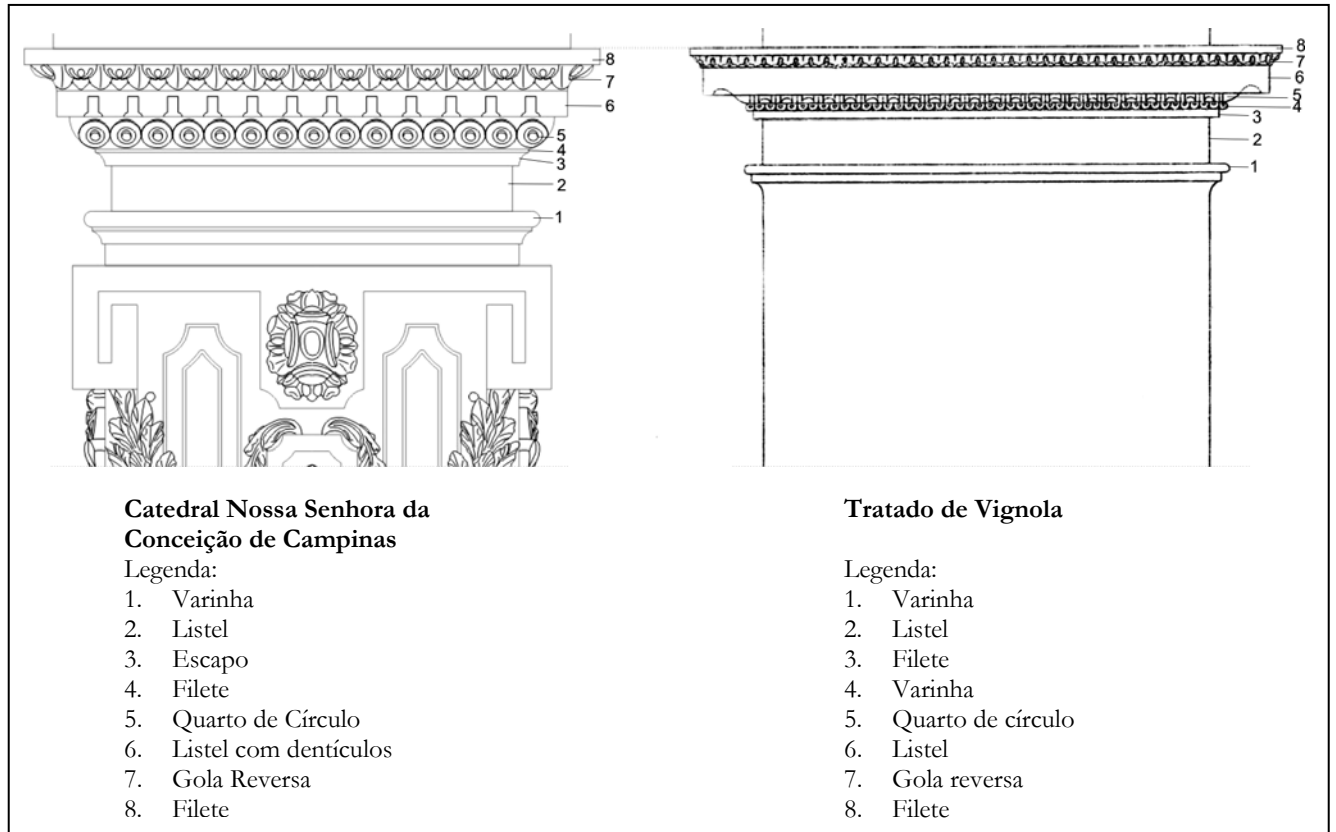 8
7
6
5
4
3
2
1
8
7
6
5
4
3
2
1
Catedral Nossa Senhora da
Conceição de Campinas
Legenda:
1. Varinha
2. Listel
3. Escapo
4. Filete
5. Quarto de Círculo
6. Listel com dentículos
7. Gola Reversa
8. Filete
Tratado de Vignola
Legenda:
1. Varinha
2. Listel
3. Filete
4. Varinha
5. Quarto de círculo
6. Listel
7. Gola reversa
8. Filete